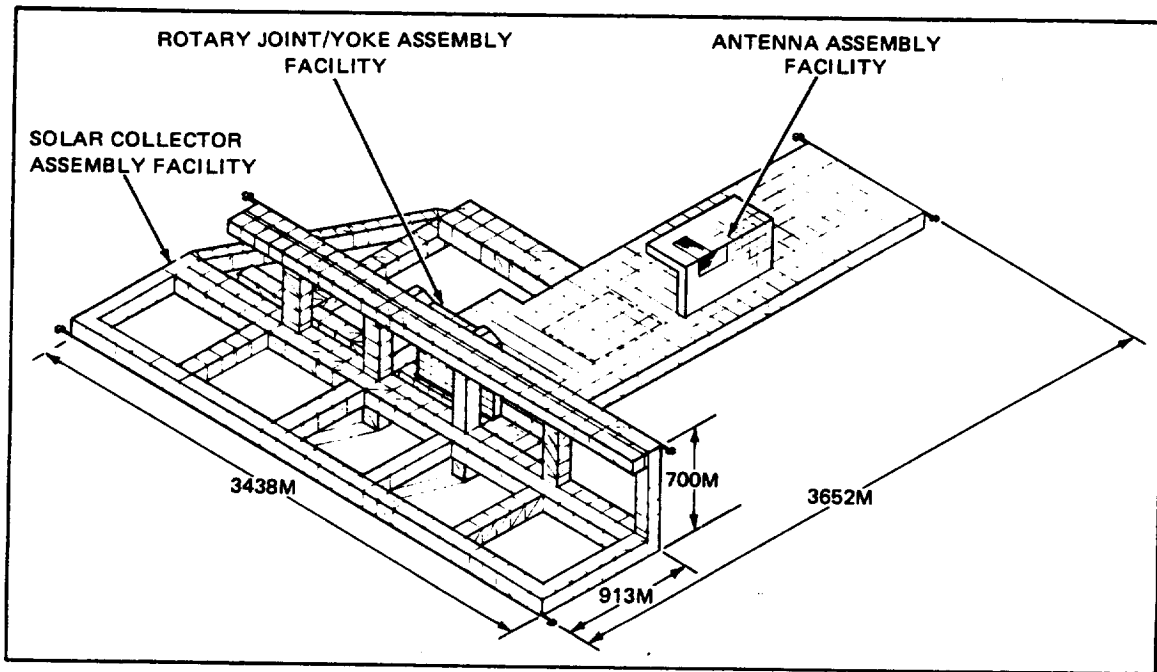 ROTARY JOINT/YOKE ASSEMBLY
FACILITY
ANTENNA ASSEMBLY
FACILITY
SOLAR COLLECTOR
ASSEMBLY FACILITY
3438M
700M
3652M
913M